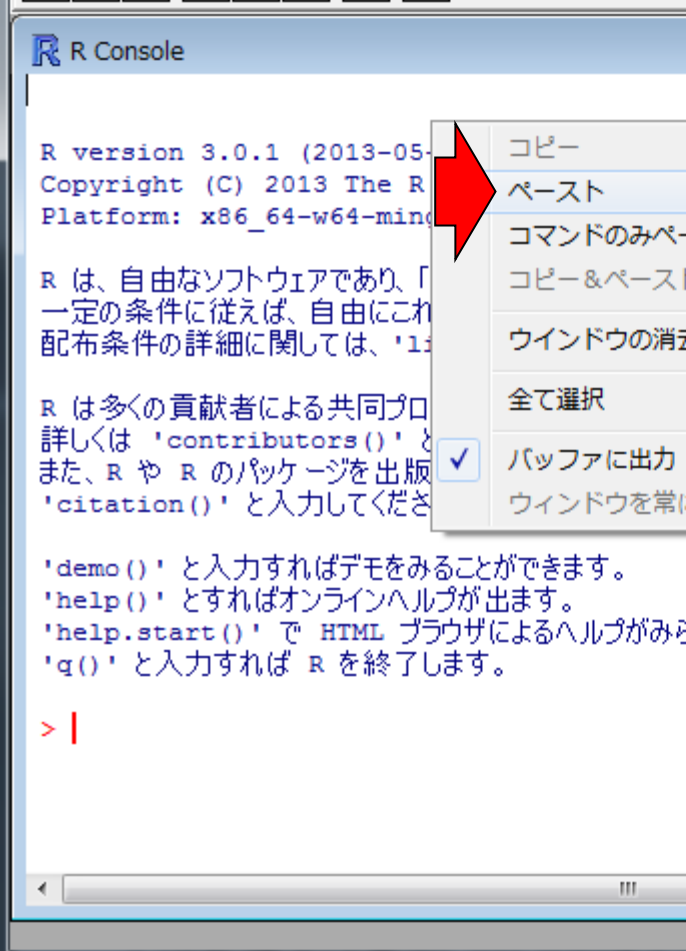 R Console
R version 3.0.1 (2013-05-
Copyright (C) 2013 The R
Platform: x86_64-w64-ming
R は、自由なソフトウェアであり、「
一定の条件に従えば、自由にこれ
配布条件の詳細に関しては、'li
R は多くの貢献者による共同プロ
詳しくは 'contributors()' と
また、R や R のパッケージを出版
'citation()' と入力してくださ
'demo()' と入力すればデモをみることができます。
'help()' とすればオンラインヘルプが出ます。
'help.start()' で HTML ブラウザによるヘルプがみら
'q()' と入力すれば R を終了します。
>
コピー
ペースト
コマンドのみペー
コピー＆ペースト
ウインドウの消去
全て選択
バッファに出力
ウィンドウを常に